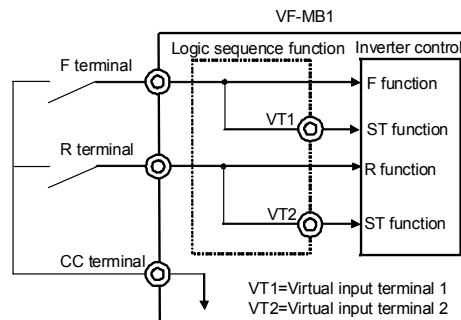 VF-MB1
Logic sequence function
Inverter control
F terminal
F function
VT1
ST function
R terminal
R function
VT2
ST function
CC terminal
VT1=Virtual input terminal 1
VT2=Virtual input terminal 2